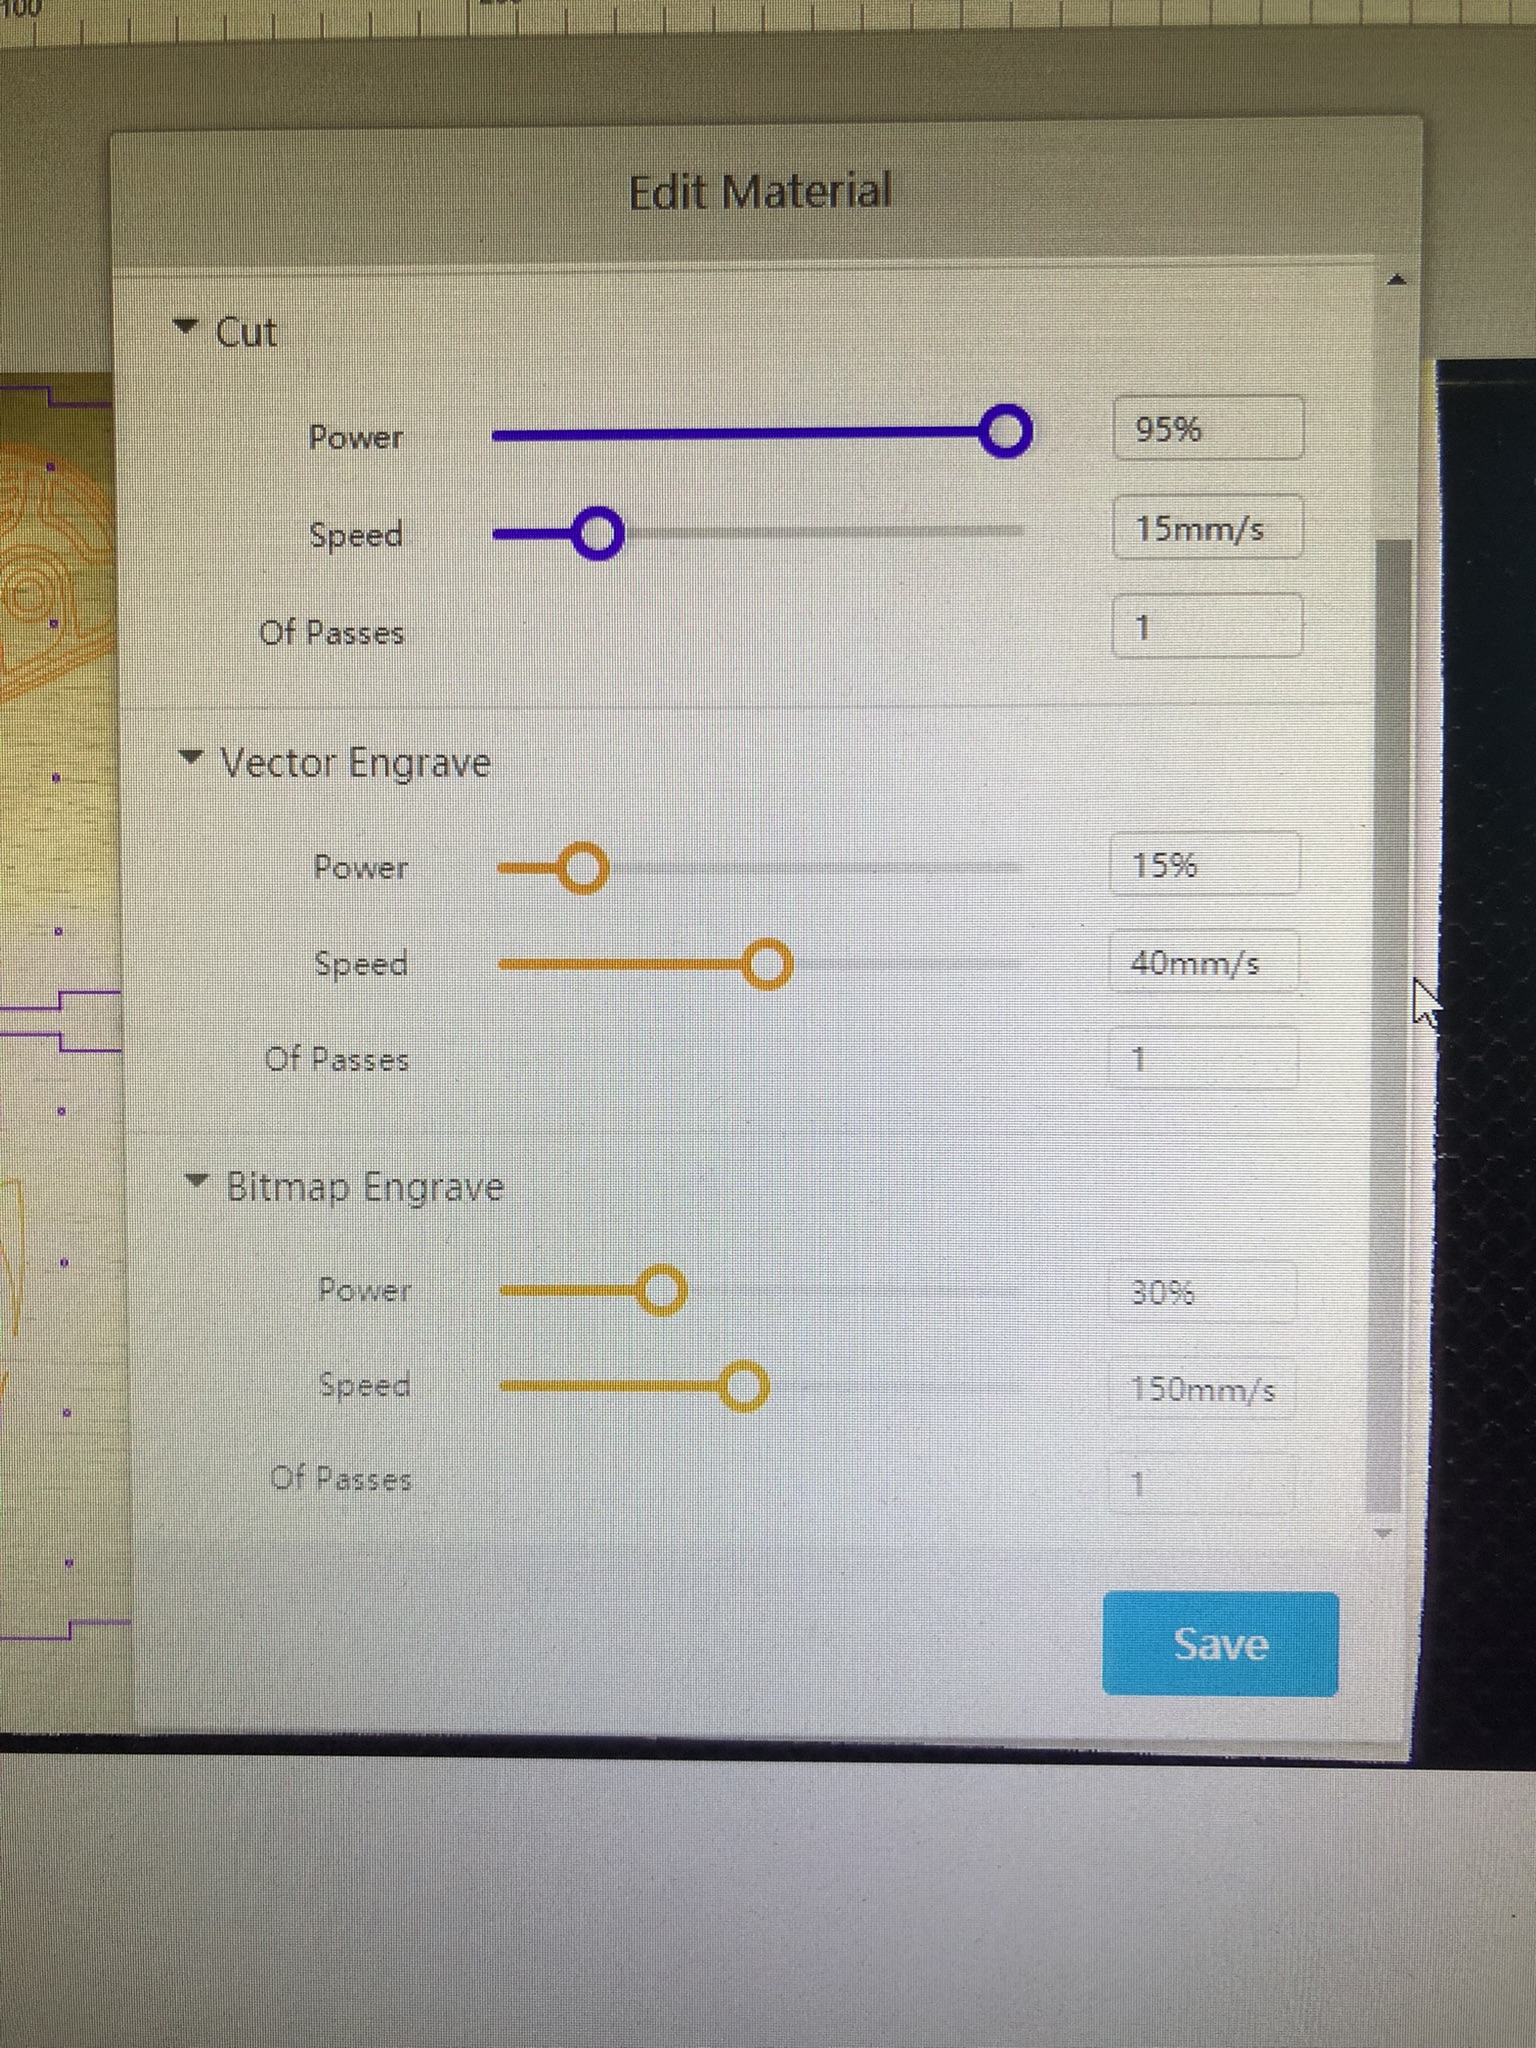 100
Edit Material
Cut
Power 95%
Speed 15mm/s
Of Passes 1
Vector Engrave
Power 15%
Speed 40mm/s
Of Passes 1
Bitmap Engrave
Power 30%
Speed 150mm/s
Of Passes 1
Save